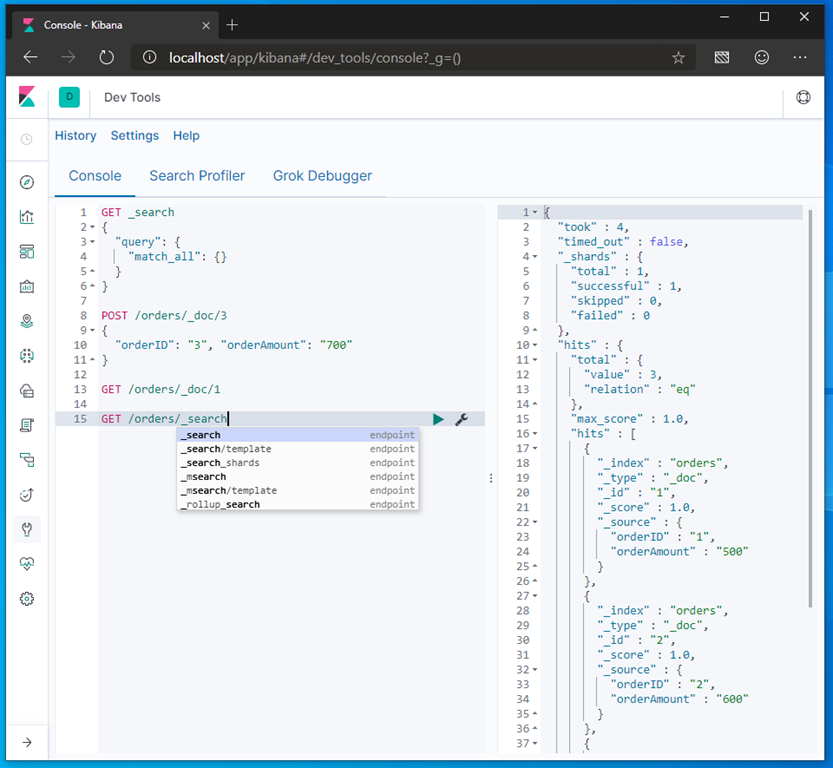 Console - Kibana
localhost/app/kibana#/dev_tools/console?_g=()
D Dev Tools
History Settings Help
Console Search Profiler Grok Debugger
1 GET _search
2 {
3 "query": {
4 "match_all": {}
5 }
6 }
7
8 POST /orders/_doc/3
9 {
10 "orderID": "3", "orderAmount": "700"
11 }
12
13 GET /orders/_doc/1
14
15 GET /orders/_search
_search endpoint
_search/template endpoint
_search_shards endpoint
_msearch endpoint
_msearch/template endpoint
_rollup_search endpoint
1 {
2 "took" : 4,
3 "timed_out" : false,
4 "_shards" : {
5 "total" : 1,
6 "successful" : 1,
7 "skipped" : 0,
8 "failed" : 0
9 },
10 "hits" : {
11 "total" : {
12 "value" : 3,
13 "relation" : "eq"
14 },
15 "max_score" : 1.0,
16 "hits" : [
17 {
18 "_index" : "orders",
19 "_type" : "_doc",
20 "_id" : "1",
21 "_score" : 1.0,
22 "_source" : {
23 "orderID" : "1",
24 "orderAmount" : "500"
25 }
26 },
27 {
28 "_index" : "orders",
29 "_type" : "_doc",
30 "_id" : "2",
31 "_score" : 1.0,
32 "_source" : {
33 "orderID" : "2",
34 "orderAmount" : "600"
35 }
36 },
37 {